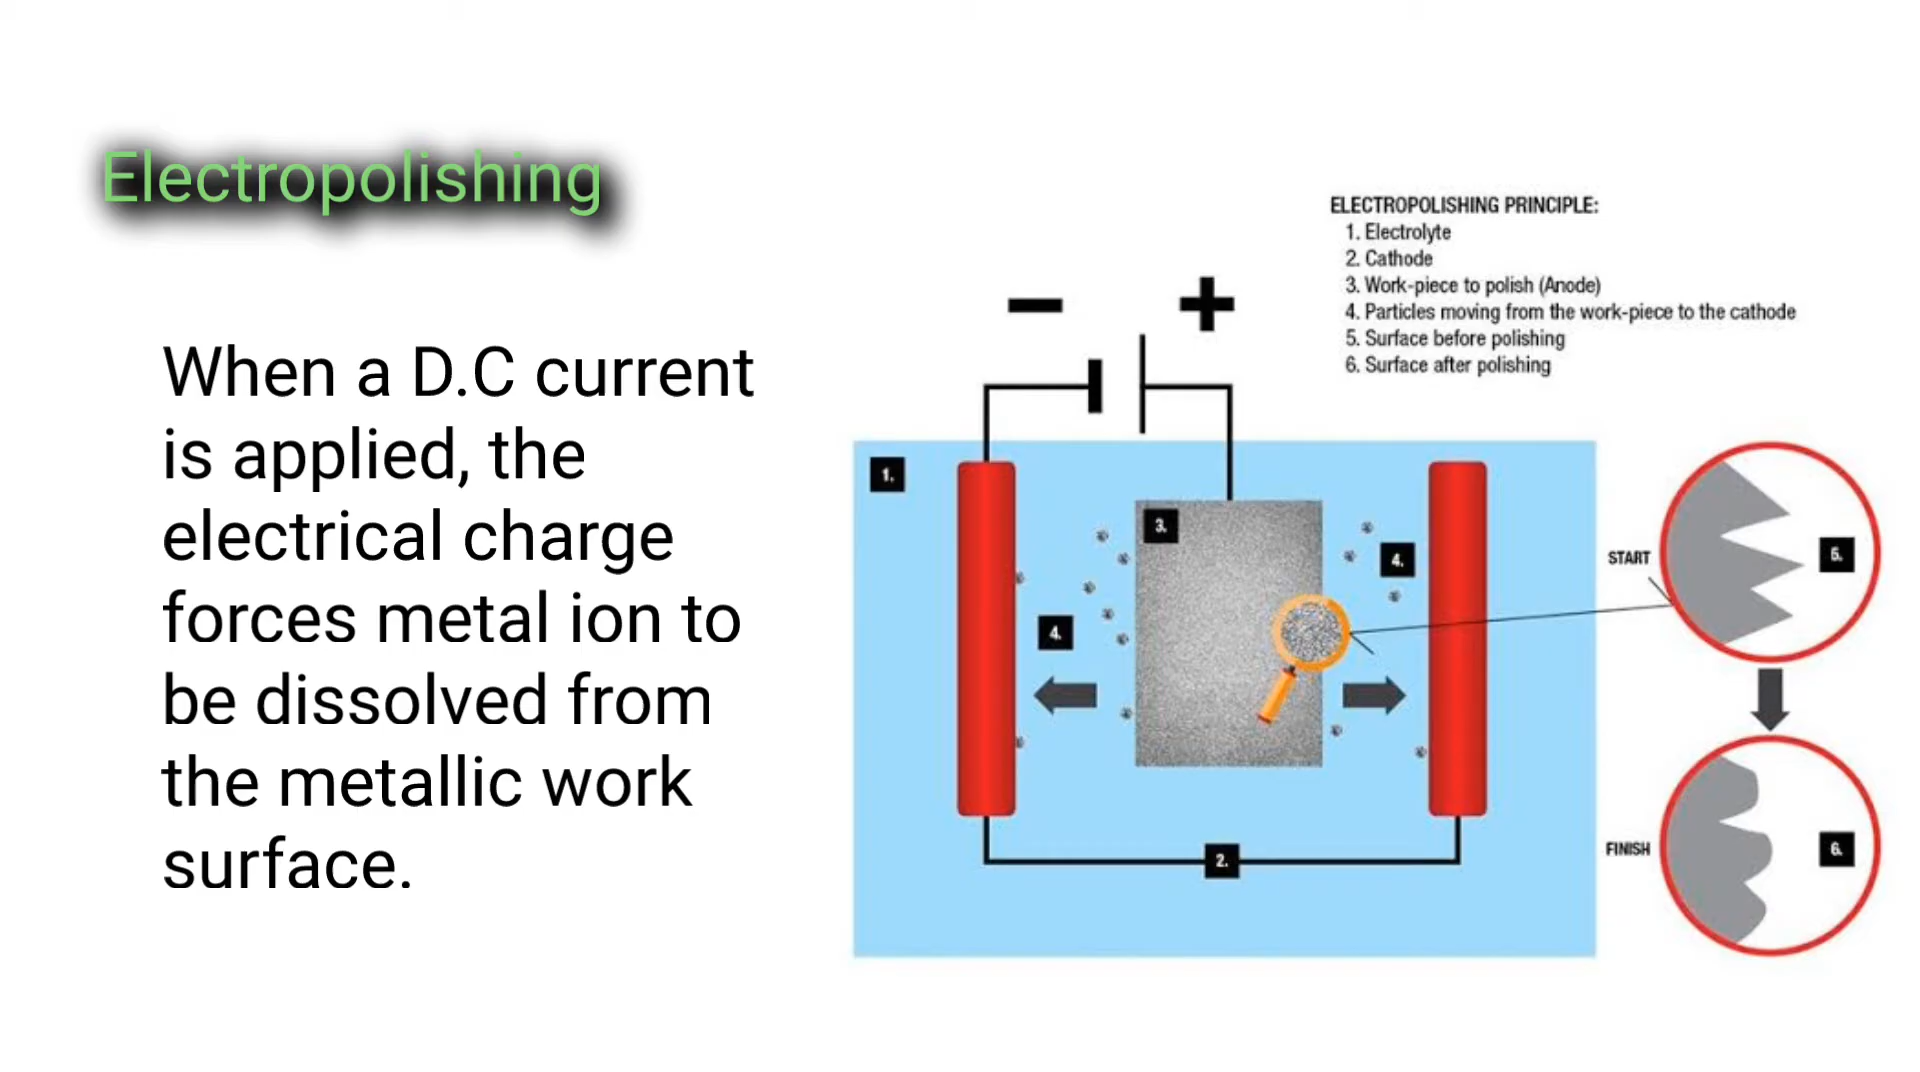 Electropolishing
When a D.C current
is applied, the
electrical charge
forces metal ion to
be dissolved from
the metallic work
surface.
ELECTROPOLISHING PRINCIPLE:
1. Electrolyte
2. Cathode
3. Work-piece to polish (Anode)
4. Particles moving from the work-piece to the cathode
5. Surface before polishing
6. Surface after polishing
− +
1.
3.
4.
4.
2.
START
5.
FINISH
6.